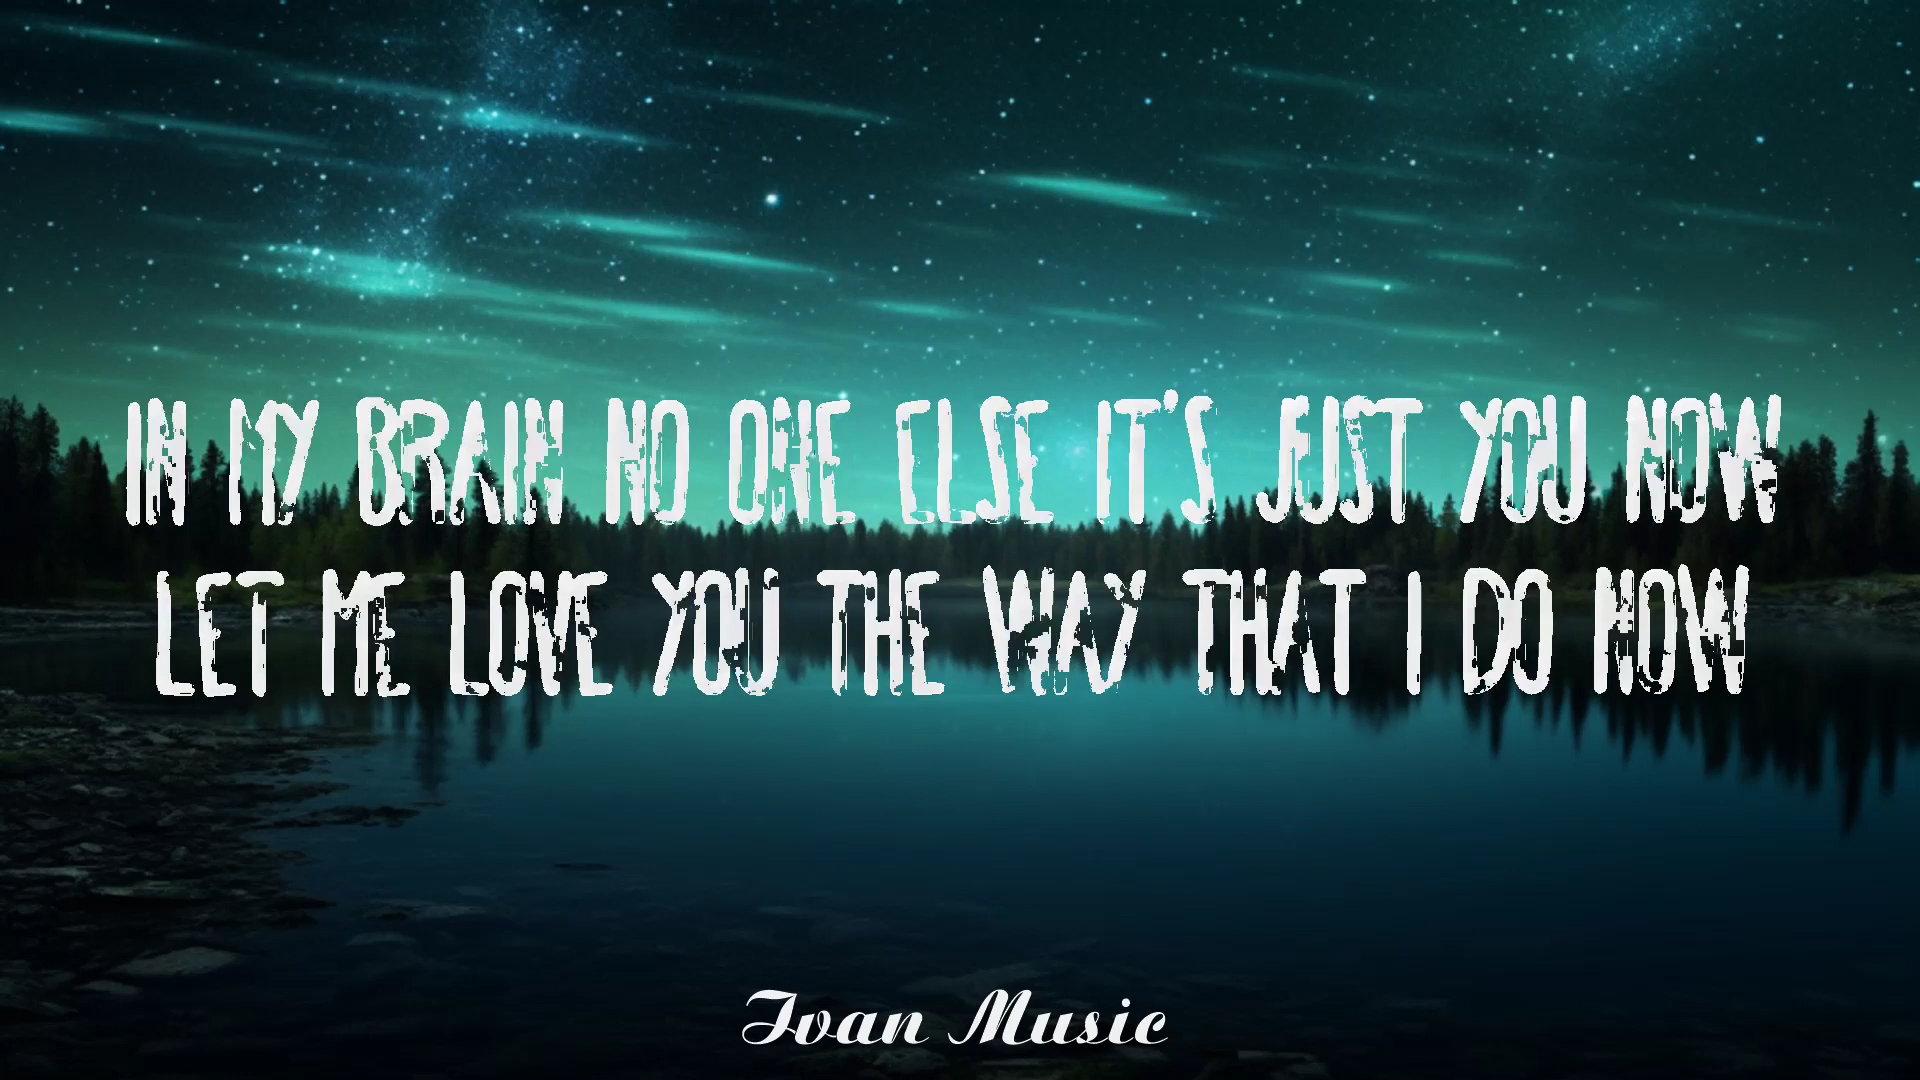 IN MY BRAIN NO ONE ELSE IT'S JUST YOU NOW
LET ME LOVE YOU THE WAY THAT I DO NOW
Ivan Music